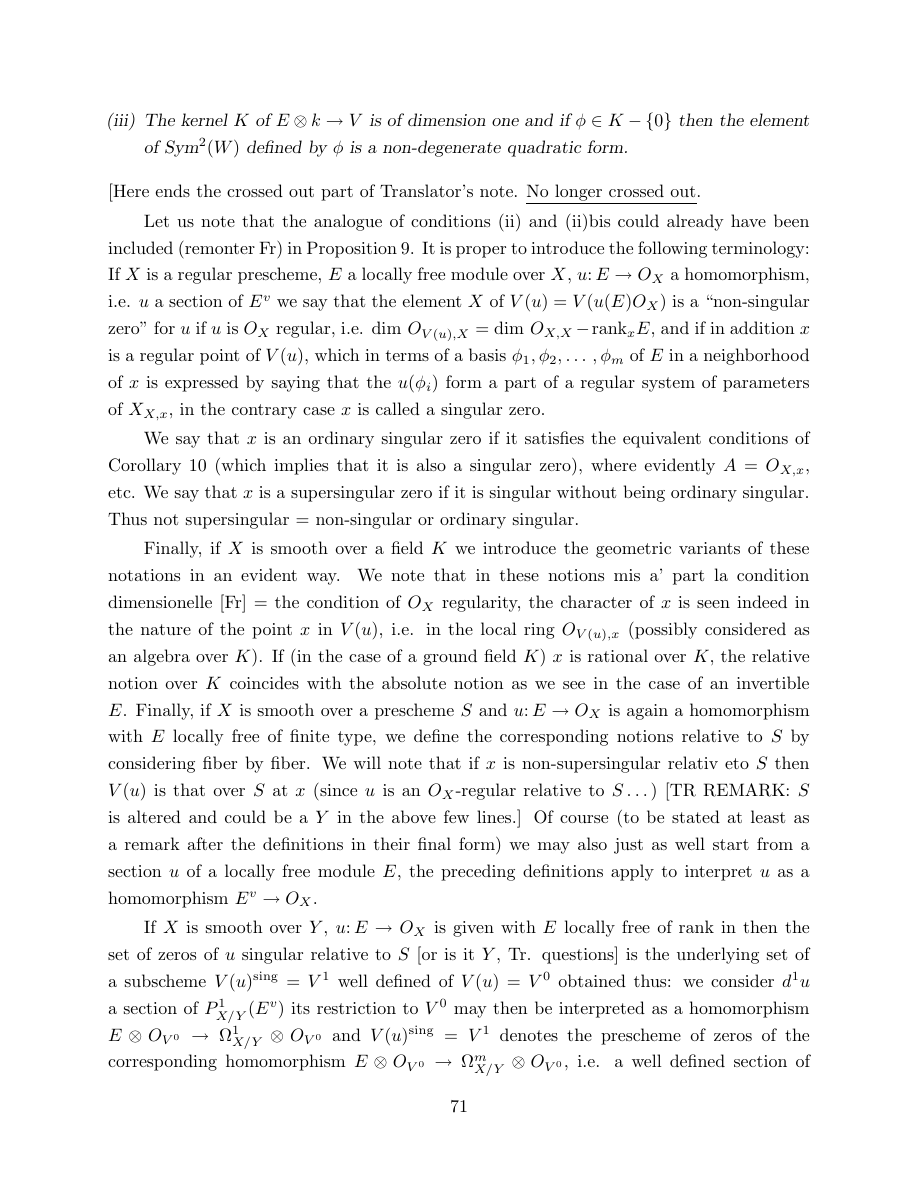 (iii) The kernel K of E ⊗ k → V is of dimension one and if ϕ ∈ K − {0} then the element
of Sym²(W) defined by ϕ is a non-degenerate quadratic form.
[Here ends the crossed out part of Translator's note. No longer crossed out.
Let us note that the analogue of conditions (ii) and (ii)bis could already have been
included (remonter Fr) in Proposition 9. It is proper to introduce the following terminology:
If X is a regular prescheme, E a locally free module over X, u: E → O_X a homomorphism,
i.e. u a section of E^v we say that the element X of V(u) = V(u(E)O_X) is a “non-singular
zero” for u if u is O_X regular, i.e. dim O_{V(u),X} = dim O_{X,X} − rank_x E, and if in addition x
is a regular point of V(u), which in terms of a basis ϕ₁, ϕ₂, . . . , ϕ_m of E in a neighborhood
of x is expressed by saying that the u(ϕ_i) form a part of a regular system of parameters
of X_{X,x}, in the contrary case x is called a singular zero.
We say that x is an ordinary singular zero if it satisfies the equivalent conditions of
Corollary 10 (which implies that it is also a singular zero), where evidently A = O_{X,x},
etc. We say that x is a supersingular zero if it is singular without being ordinary singular.
Thus not supersingular = non-singular or ordinary singular.
Finally, if X is smooth over a field K we introduce the geometric variants of these
notations in an evident way. We note that in these notions mis a' part la condition
dimensionelle [Fr] = the condition of O_X regularity, the character of x is seen indeed in
the nature of the point x in V(u), i.e. in the local ring O_{V(u),x} (possibly considered as
an algebra over K). If (in the case of a ground field K) x is rational over K, the relative
notion over K coincides with the absolute notion as we see in the case of an invertible
E. Finally, if X is smooth over a prescheme S and u: E → O_X is again a homomorphism
with E locally free of finite type, we define the corresponding notions relative to S by
considering fiber by fiber. We will note that if x is non-supersingular relativ eto S then
V(u) is that over S at x (since u is an O_X-regular relative to S . . . ) [TR REMARK: S
is altered and could be a Y in the above few lines.] Of course (to be stated at least as
a remark after the definitions in their final form) we may also just as well start from a
section u of a locally free module E, the preceding definitions apply to interpret u as a
homomorphism E^v → O_X.
If X is smooth over Y, u: E → O_X is given with E locally free of rank in then the
set of zeros of u singular relative to S [or is it Y, Tr. questions] is the underlying set of
a subscheme V(u)^{sing} = V¹ well defined of V(u) = V⁰ obtained thus: we consider d¹u
a section of P¹_{X/Y}(E^v) its restriction to V⁰ may then be interpreted as a homomorphism
E ⊗ O_{V⁰} → Ω¹_{X/Y} ⊗ O_{V⁰} and V(u)^{sing} = V¹ denotes the prescheme of zeros of the
corresponding homomorphism E ⊗ O_{V⁰} → Ω^m_{X/Y} ⊗ O_{V⁰}, i.e. a well defined section of
71